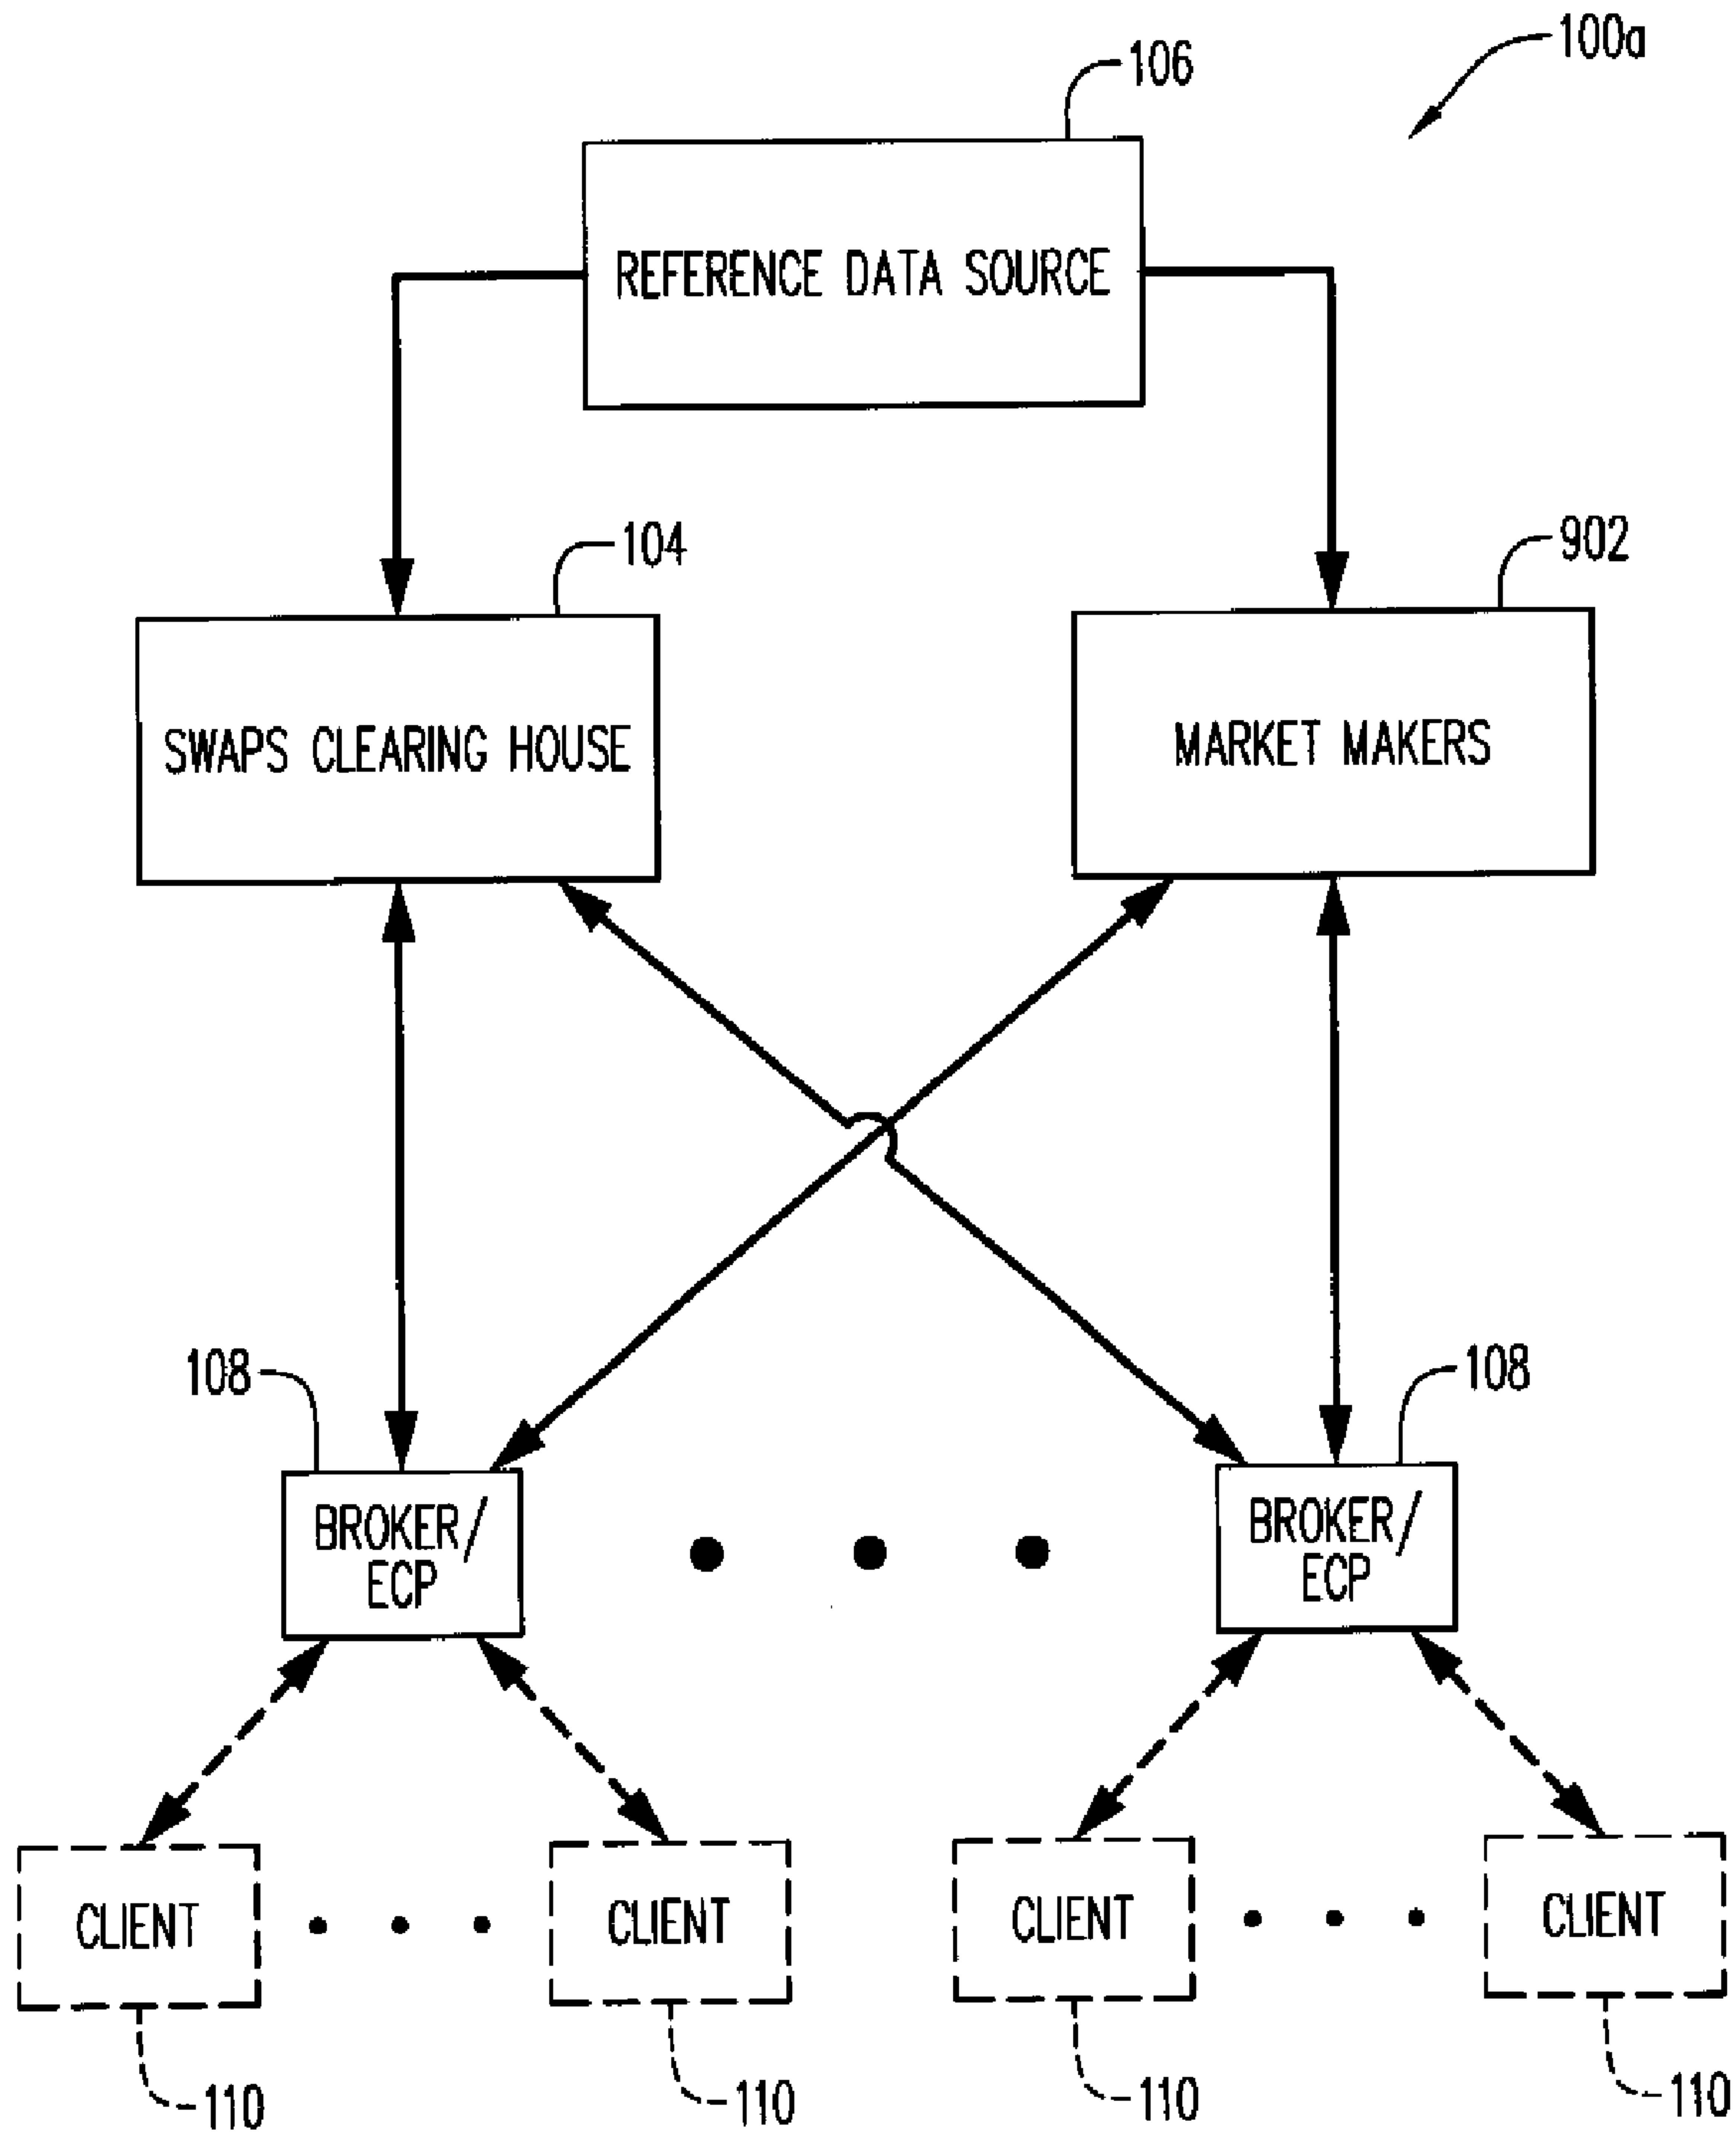 100a
106
REFERENCE DATA SOURCE
104
902
SWAPS CLEARING HOUSE
MARKET MAKERS
108
108
BROKER/
ECP
BROKER/
ECP
CLIENT
CLIENT
CLIENT
CLIENT
110
110
110
110